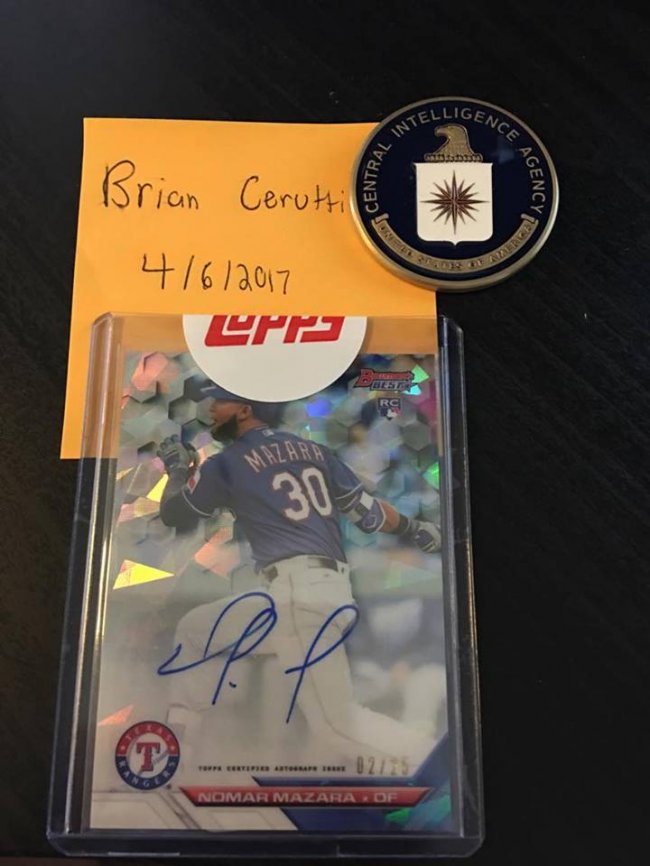 Brian Cerutti
4/6/2017
CENTRAL INTELLIGENCE AGENCY
UNITED STATES OF AMERICA
TOPPS
BOWMAN'S
BEST
RC
MAZARA
30
TEXAS
T
RANGERS
TOPPS CERTIFIED AUTOGRAPH ISSUE 02/25
NOMAR MAZARA ★ OF